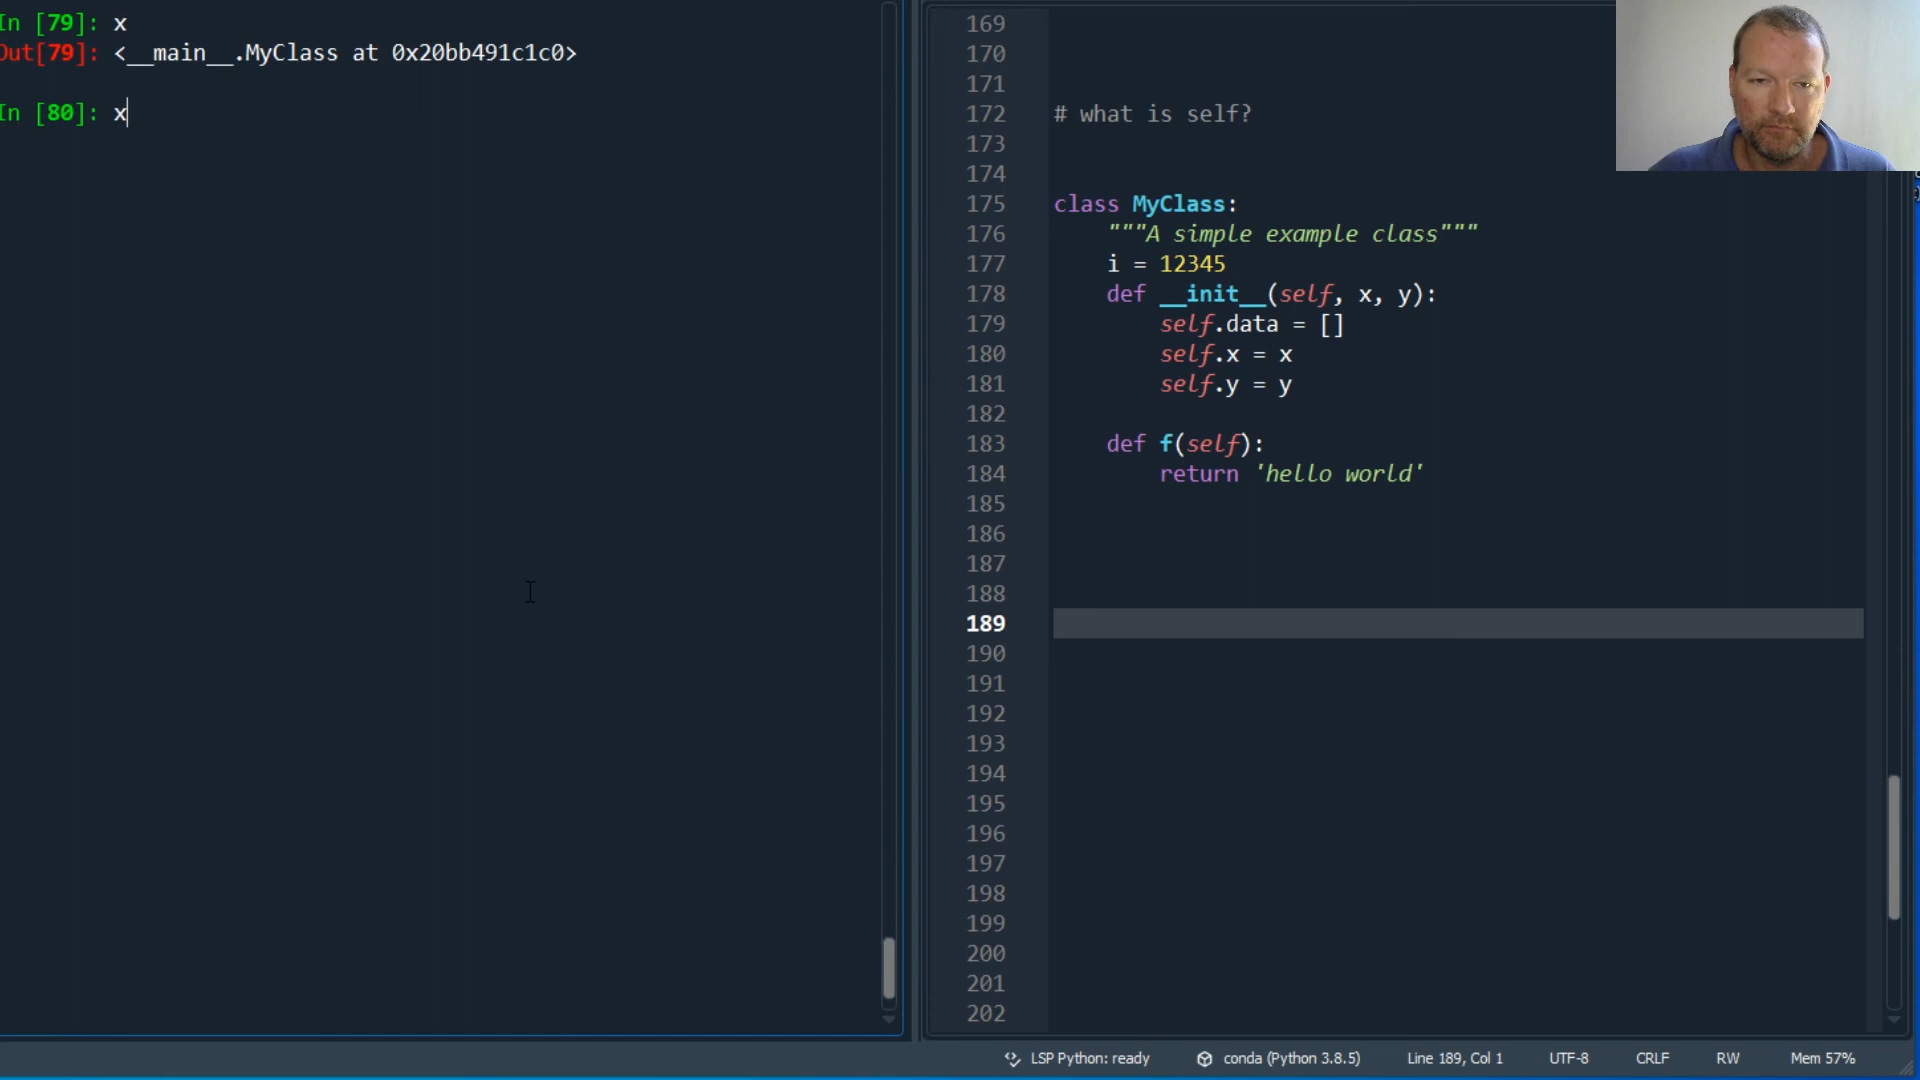 In [79]: x
Out[79]: <__main__.MyClass at 0x20bb491c1c0>
In [80]: x
169
170
171
172 # what is self?
173
174
175 class MyClass:
176     """A simple example class"""
177     i = 12345
178     def __init__(self, x, y):
179         self.data = []
180         self.x = x
181         self.y = y
182
183     def f(self):
184         return 'hello world'
185
186
187
188
189
190
191
192
193
194
195
196
197
198
199
200
201
202
LSP Python: ready conda (Python 3.8.5) Line 189, Col 1 UTF-8 CRLF RW Mem 57%